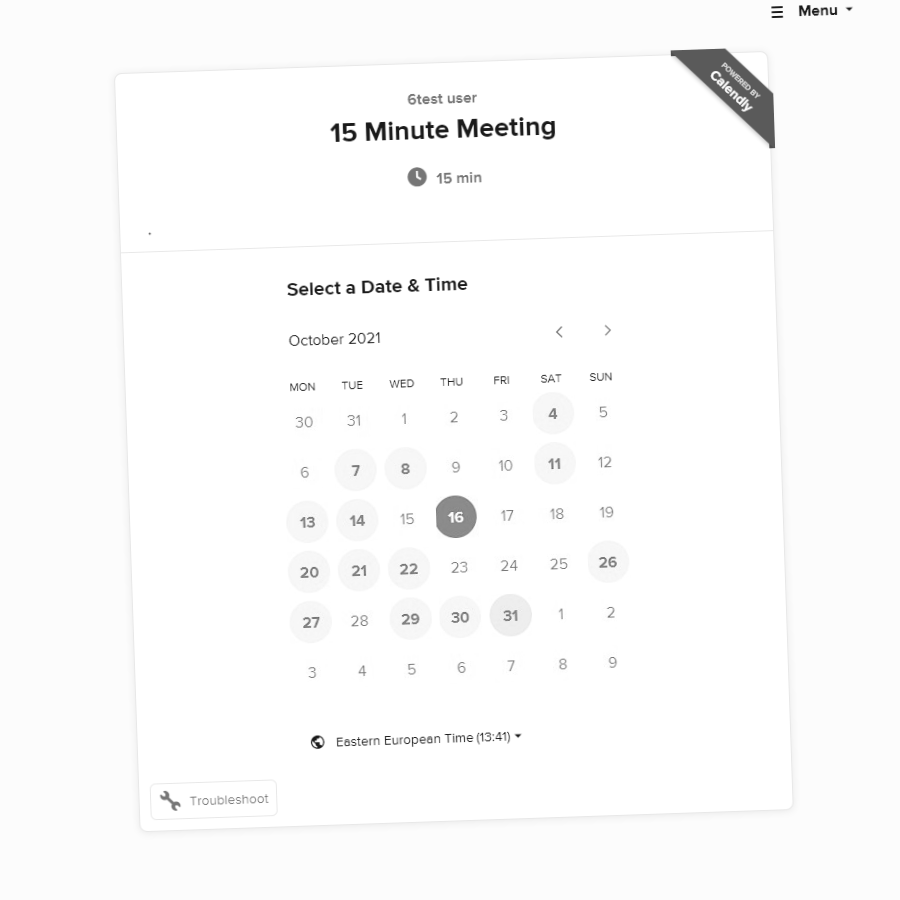 Menu
POWERED BY
Calendly
6test user
15 Minute Meeting
15 min
.
Select a Date & Time
October 2021
MON TUE WED THU FRI SAT SUN
30 31 1 2 3 4 5
6 7 8 9 10 11 12
13 14 15 16 17 18 19
20 21 22 23 24 25 26
27 28 29 30 31 1 2
3 4 5 6 7 8 9
Eastern European Time (13:41)
Troubleshoot